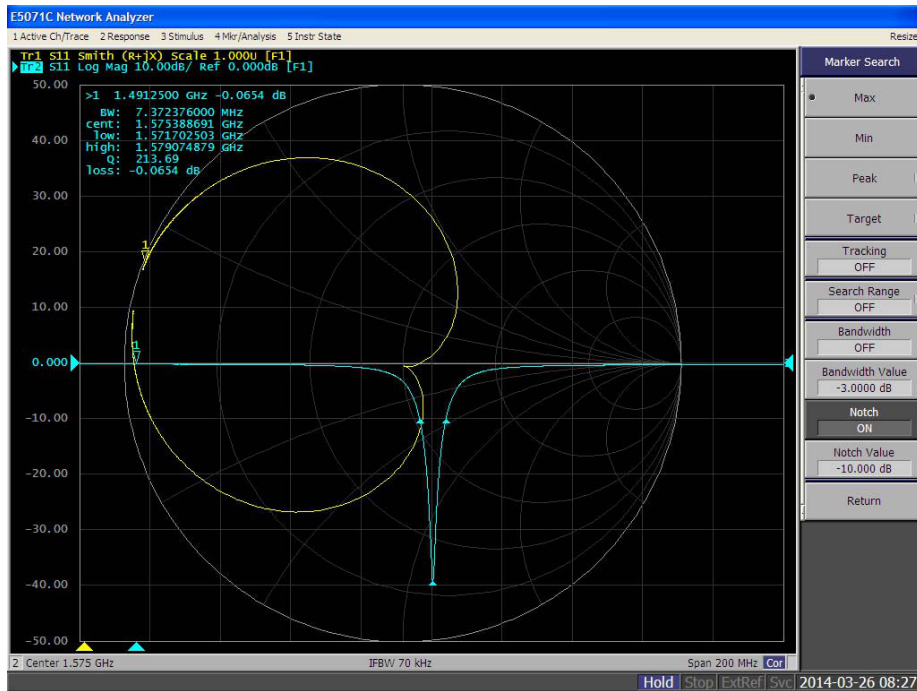 E5071C Network Analyzer
1 Active Ch/Trace 2 Response 3 Stimulus 4 Mkr/Analysis 5 Instr State
Resize
Tr1 S11 Smith (R+jX) Scale 1.000U [F1]
Tr2 S11 Log Mag 10.00dB/ Ref 0.000dB [F1]
50.00
40.00
30.00
20.00
10.00
0.000
-10.00
-20.00
-30.00
-40.00
-50.00
>1 1.4912500 GHz -0.0654 dB
BW: 7.372376000 MHz
cent: 1.575388691 GHz
low: 1.571702503 GHz
high: 1.579074879 GHz
Q: 213.69
loss: -0.0654 dB
1
1
Marker Search
Max
Min
Peak
Target
Tracking
OFF
Search Range
OFF
Bandwidth
OFF
Bandwidth Value
-3.0000 dB
Notch
ON
Notch Value
-10.000 dB
Return
2 Center 1.575 GHz
IFBW 70 kHz
Span 200 MHz Cor
Hold Stop ExtRef Svc 2014-03-26 08:27